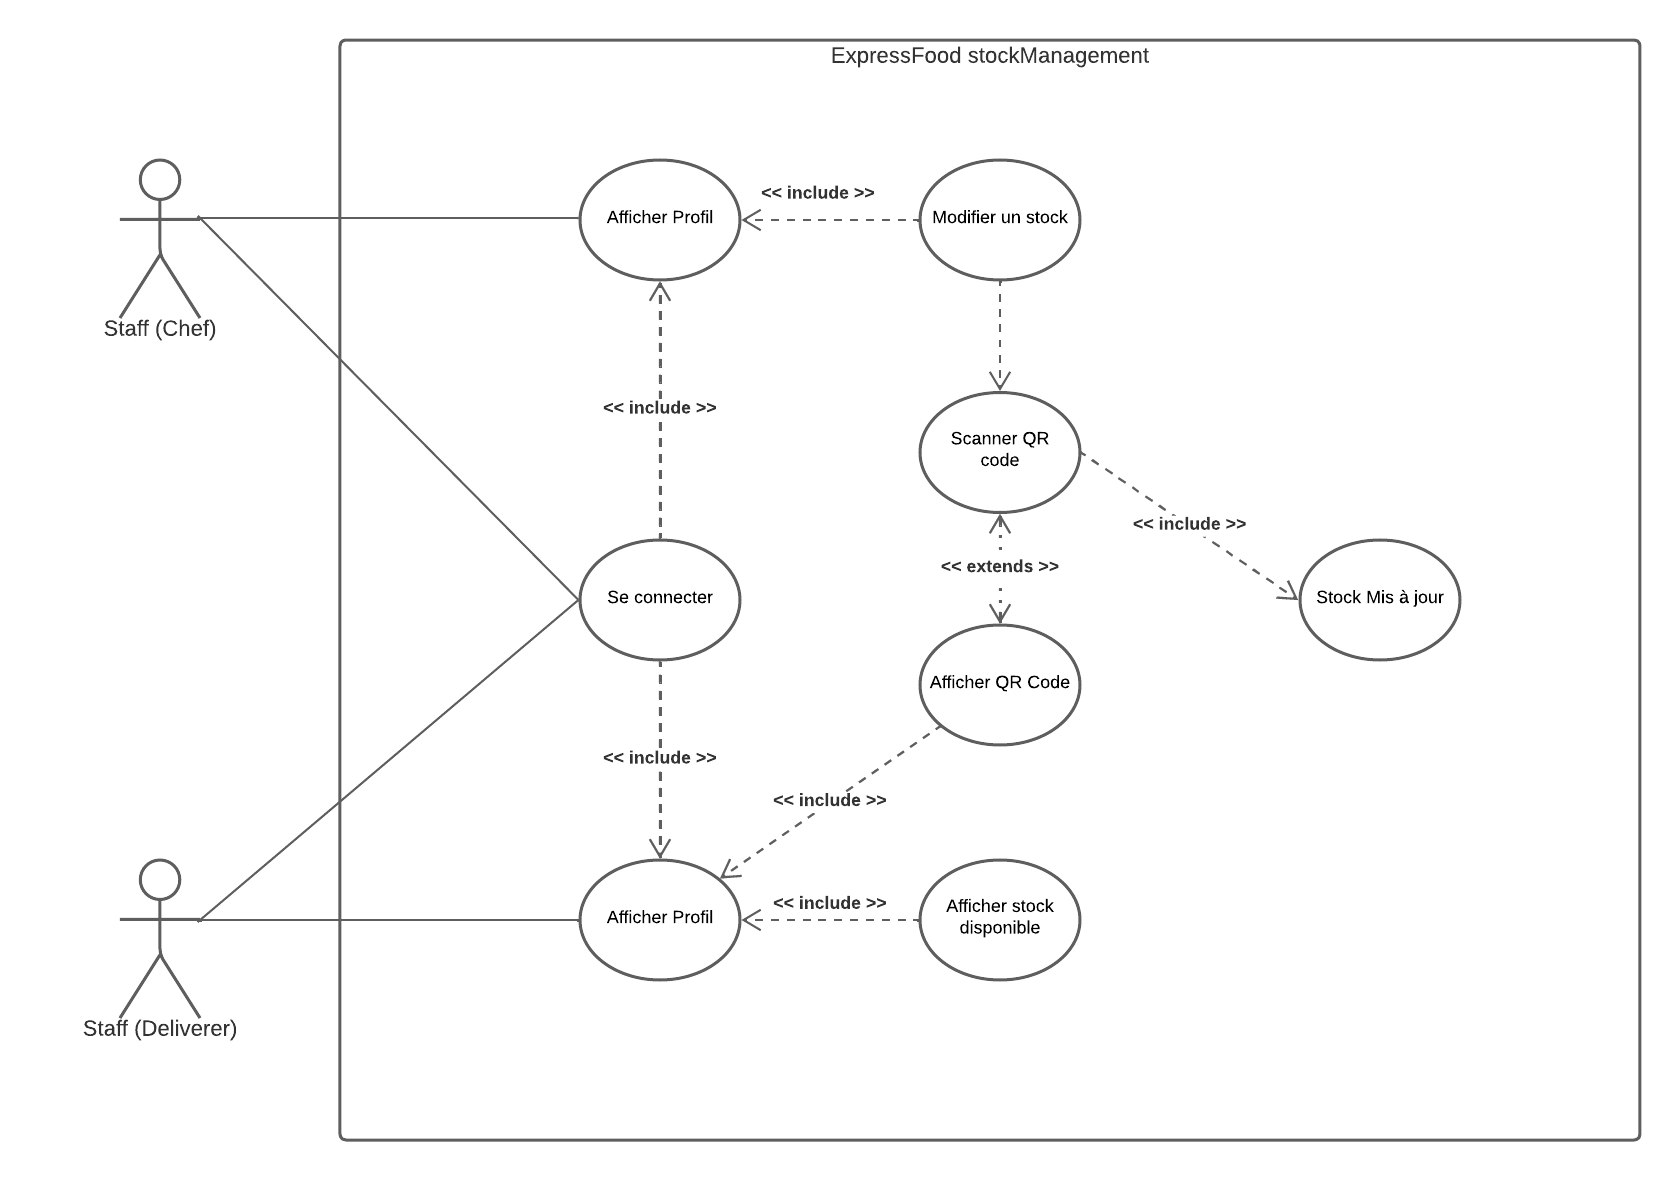 ExpressFood stockManagement
Afficher Profil
<< include >>
Modifier un stock
Staff (Chef)
<< include >>
Scanner QR
code
<< include >>
<< extends >>
Se connecter
Stock Mis à jour
Afficher QR Code
<< include >>
<< include >>
Afficher Profil
<< include >>
Afficher stock
disponible
Staff (Deliverer)